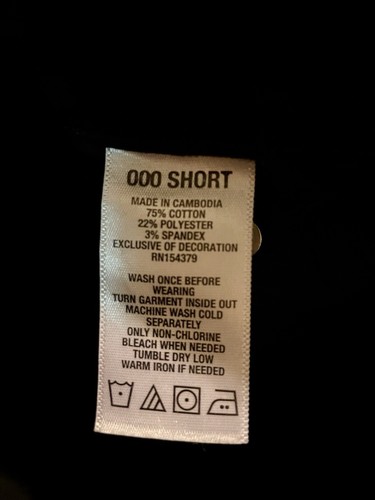 000 SHORT
MADE IN CAMBODIA
75% COTTON
22% POLYESTER
3% SPANDEX
EXCLUSIVE OF DECORATION
RN154379
WASH ONCE BEFORE
WEARING
TURN GARMENT INSIDE OUT
MACHINE WASH COLD
SEPARATELY
ONLY NON-CHLORINE
BLEACH WHEN NEEDED
TUMBLE DRY LOW
WARM IRON IF NEEDED